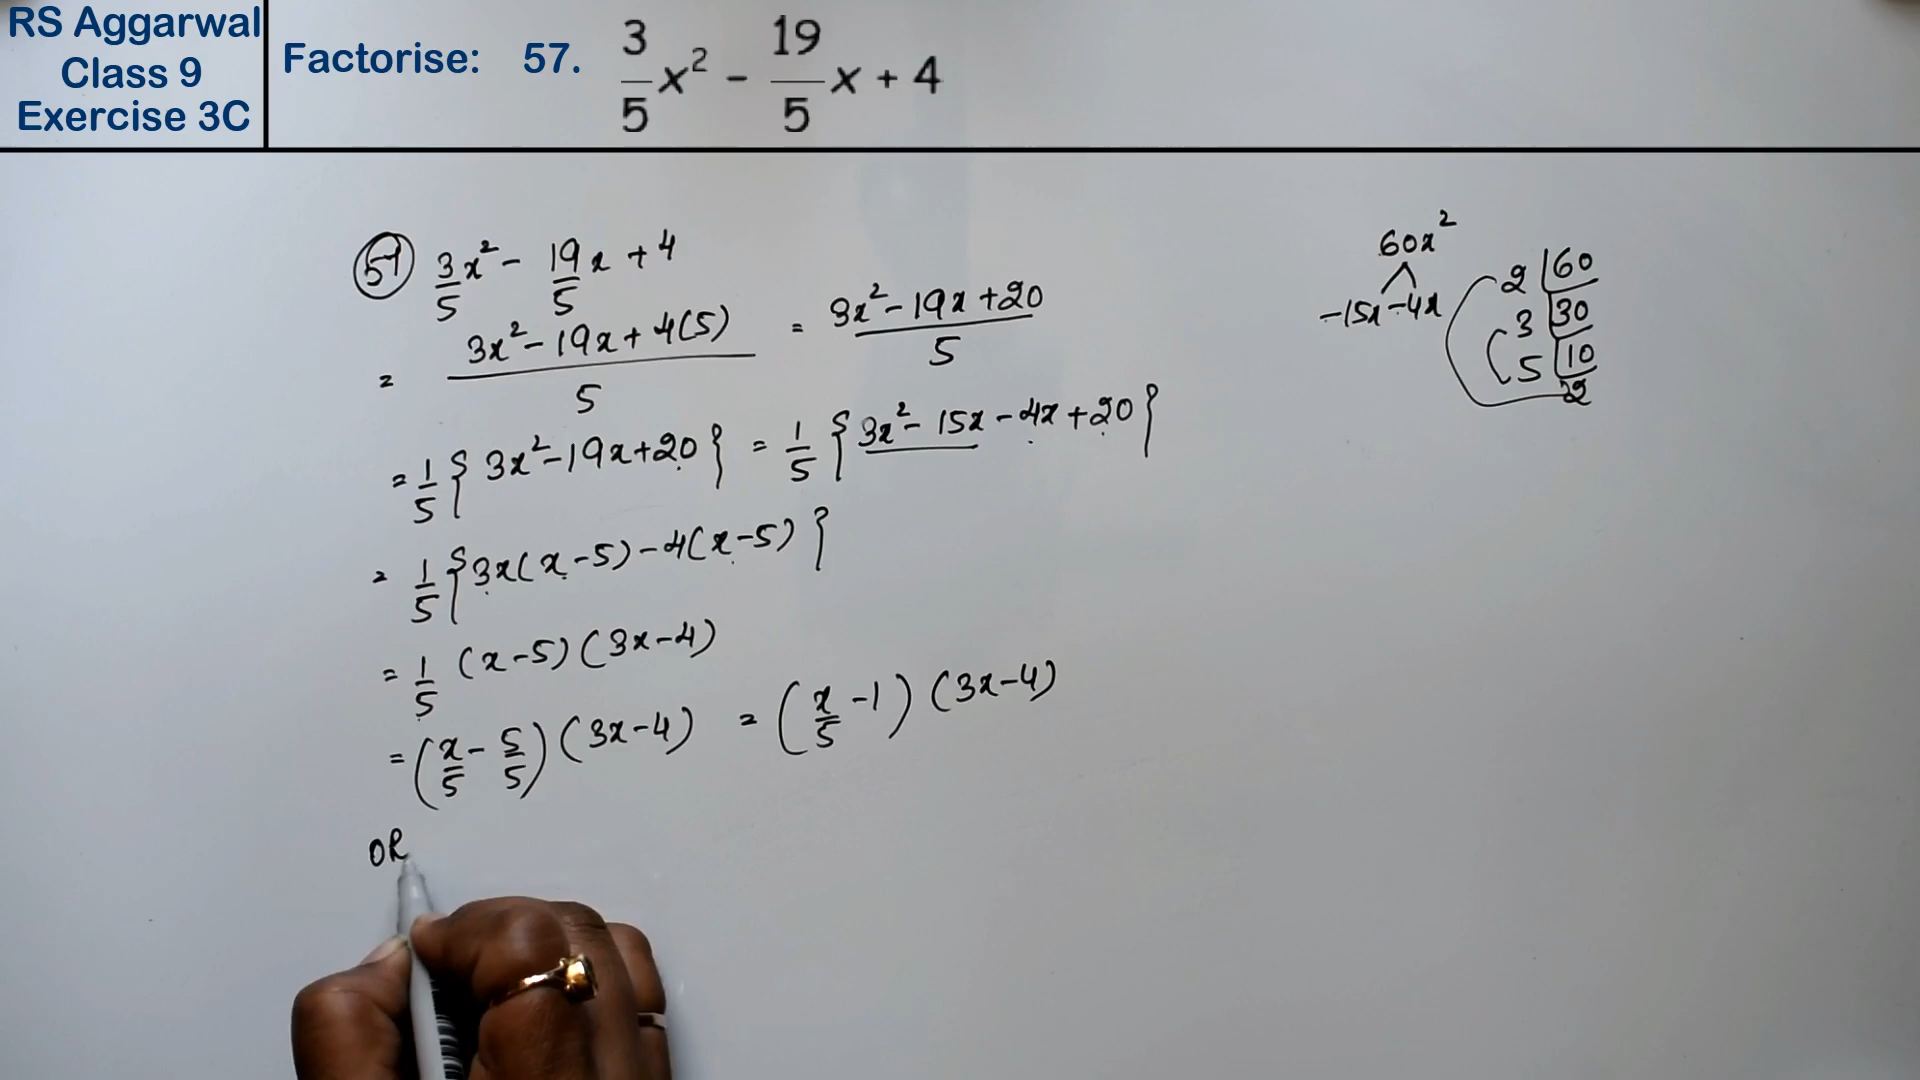 RS Aggarwal
Class 9
Exercise 3C
Factorise: 57. 3/5 x² - 19/5 x + 4
57 3/5 x² - 19/5 x + 4
= (3x² - 19x + 4(5))/5 = (3x² - 19x + 20)/5
= 1/5 { 3x² - 19x + 20 } = 1/5 { 3x² - 15x - 4x + 20 }
= 1/5 { 3x(x - 5) - 4(x - 5) }
= 1/5 (x - 5)(3x - 4)
= (x/5 - 5/5)(3x - 4) = (x/5 - 1)(3x - 4)
OR
60x²
-15x -4x
2 | 60
3 | 30
5 | 10
2